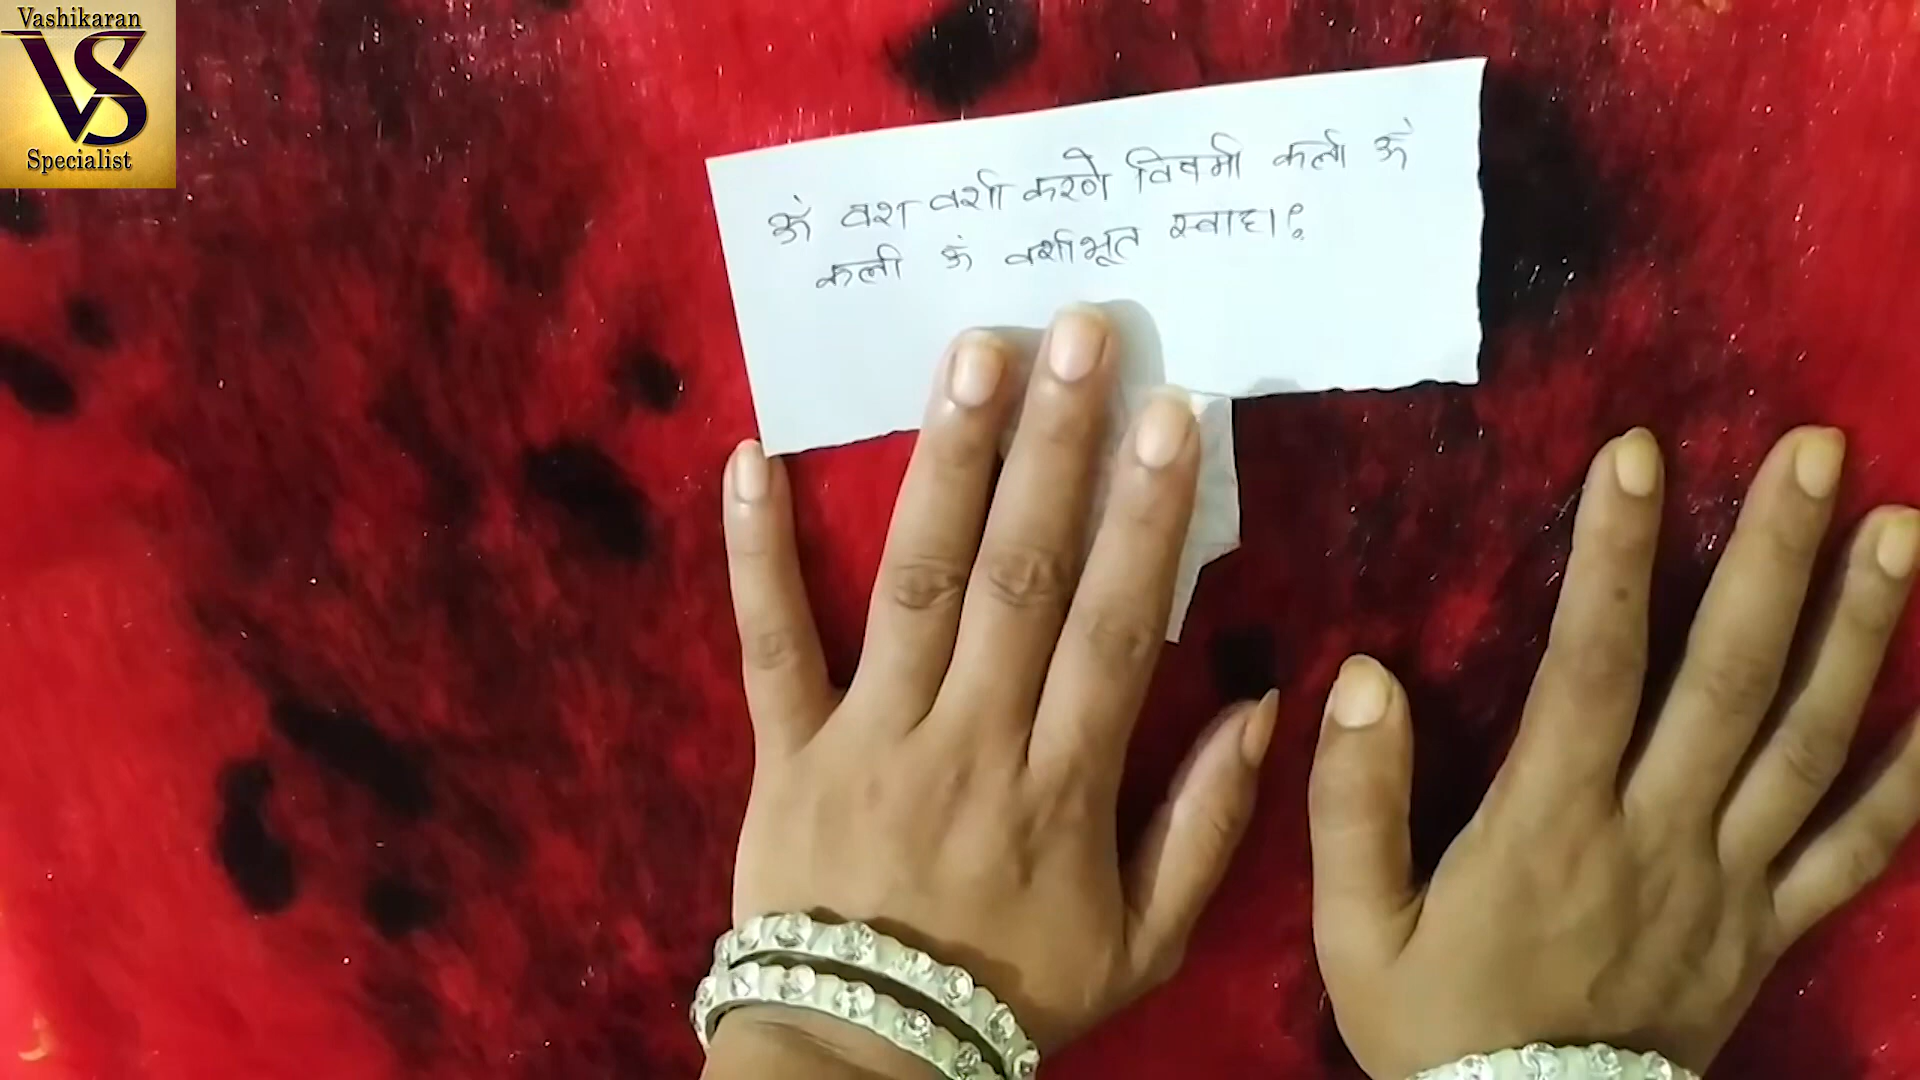 Vashikaran
VS
Specialist
ॐ वश वशी करणे विषमी कली ॐ
कली ॐ वशीभूत स्वाहा।